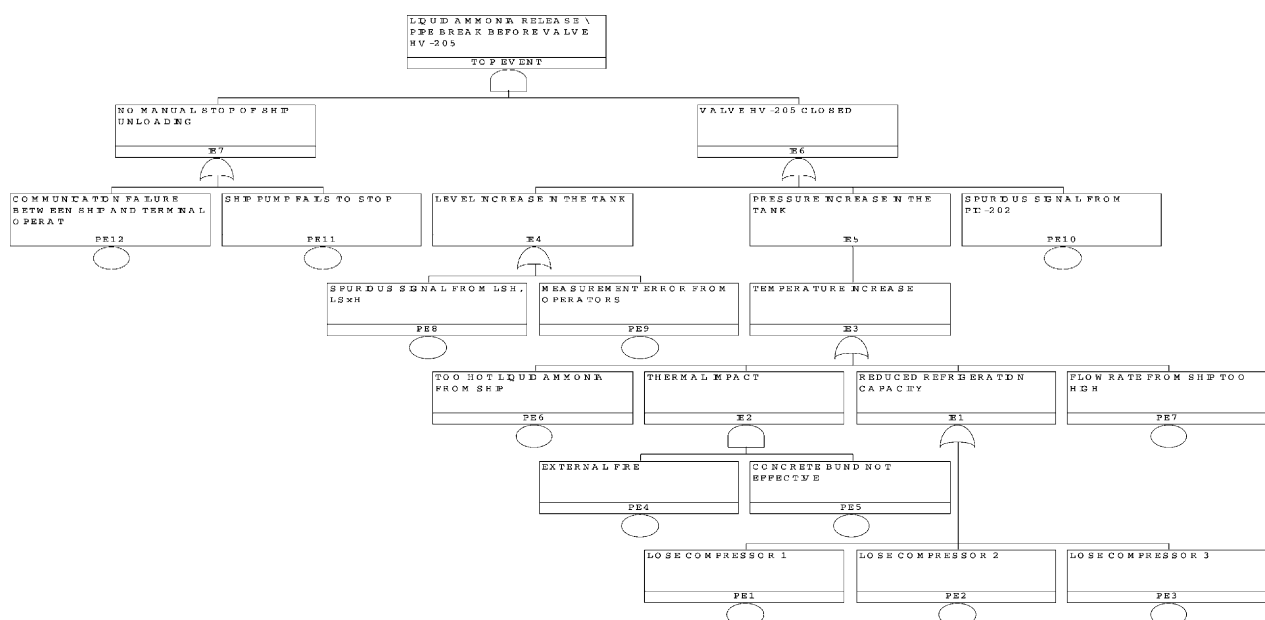 LIQUID AMMONIA RELEASE \
PIPE BREAK BEFORE VALVE
HV-205
TOP EVENT
NO MANUAL STOP OF SHIP
UNLOADING
IE7
VALVE HV-205 CLOSED
IE6
COMMUNICATION FAILURE
BETWEEN SHIP AND TERMINAL
OPERAT
PE12
SHIP PUMP FAILS TO STOP
PE11
LEVEL INCREASE IN THE TANK
IE4
PRESSURE INCREASE IN THE
TANK
IE5
SPURIOUS SIGNAL FROM
PIC-202
PE10
SPURIOUS SIGNAL FROM LSH,
LSxH
PE8
MEASUREMENT ERROR FROM
OPERATORS
PE9
TEMPERATURE INCREASE
IE3
TOO HOT LIQUID AMMONIA
FROM SHIP
PE6
THERMAL IMPACT
IE2
REDUCED REFRIGERATION
CAPACITY
IE1
FLOW RATE FROM SHIP TOO
HIGH
PE7
EXTERNAL FIRE
PE4
CONCRETE BUND NOT
EFFECTIVE
PE5
LOSE COMPRESSOR 1
PE1
LOSE COMPRESSOR 2
PE2
LOSE COMPRESSOR 3
PE3